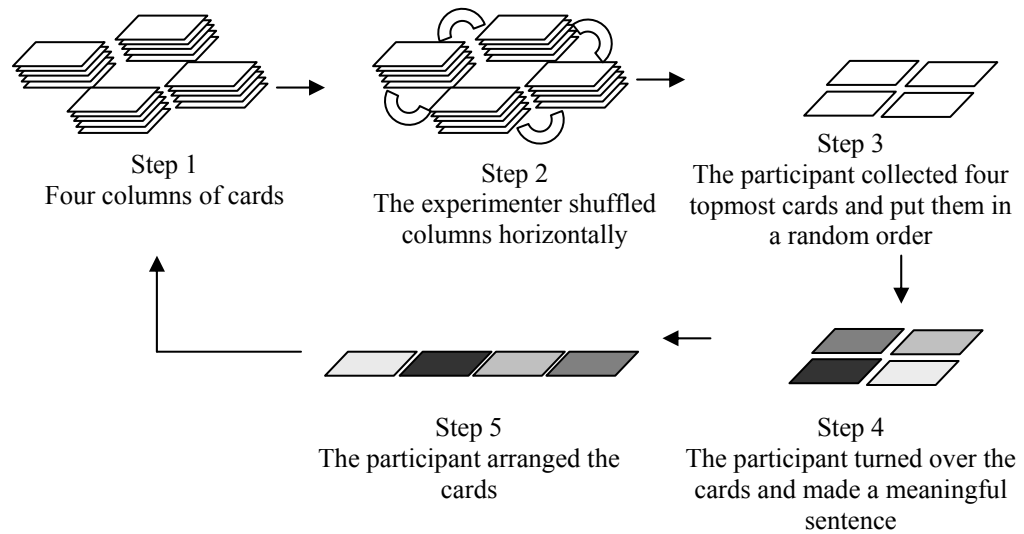 Step 1
Four columns of cards
Step 2
The experimenter shuffled
columns horizontally
Step 3
The participant collected four
topmost cards and put them in
a random order
Step 4
The participant turned over the
cards and made a meaningful
sentence
Step 5
The participant arranged the
cards